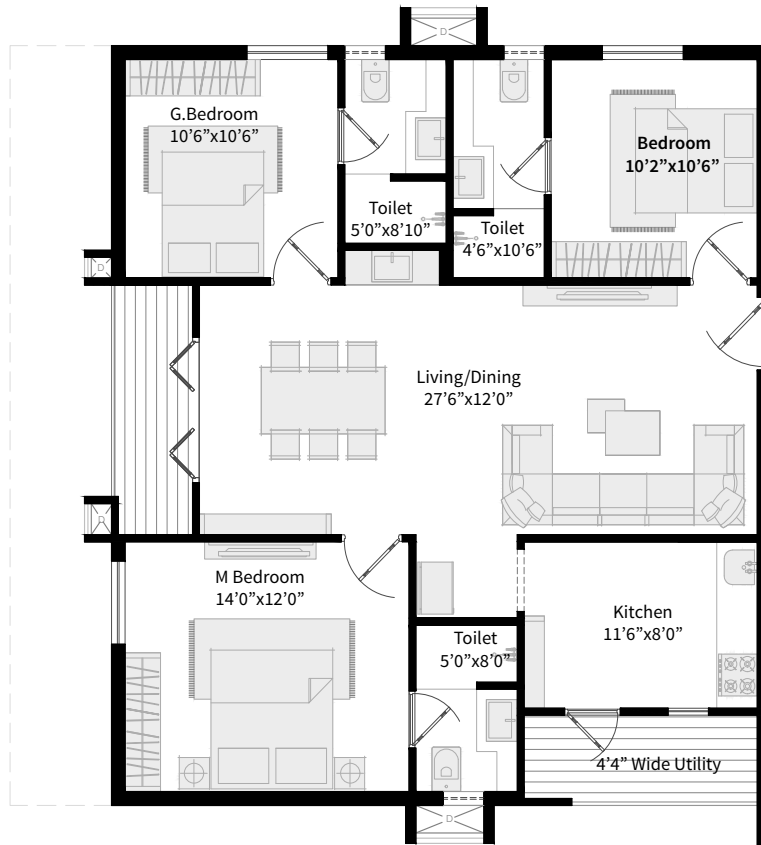 D
G.Bedroom
10’6”x10’6”
Bedroom
10’2”x10’6”
Toilet
5’0”x8’10”
Toilet
4’6”x10’6”
D
Living/Dining
27’6”x12’0”
D
M Bedroom
14’0”x12’0”
Kitchen
11’6”x8’0”
Toilet
5’0”x8’0”
4’4” Wide Utility
D